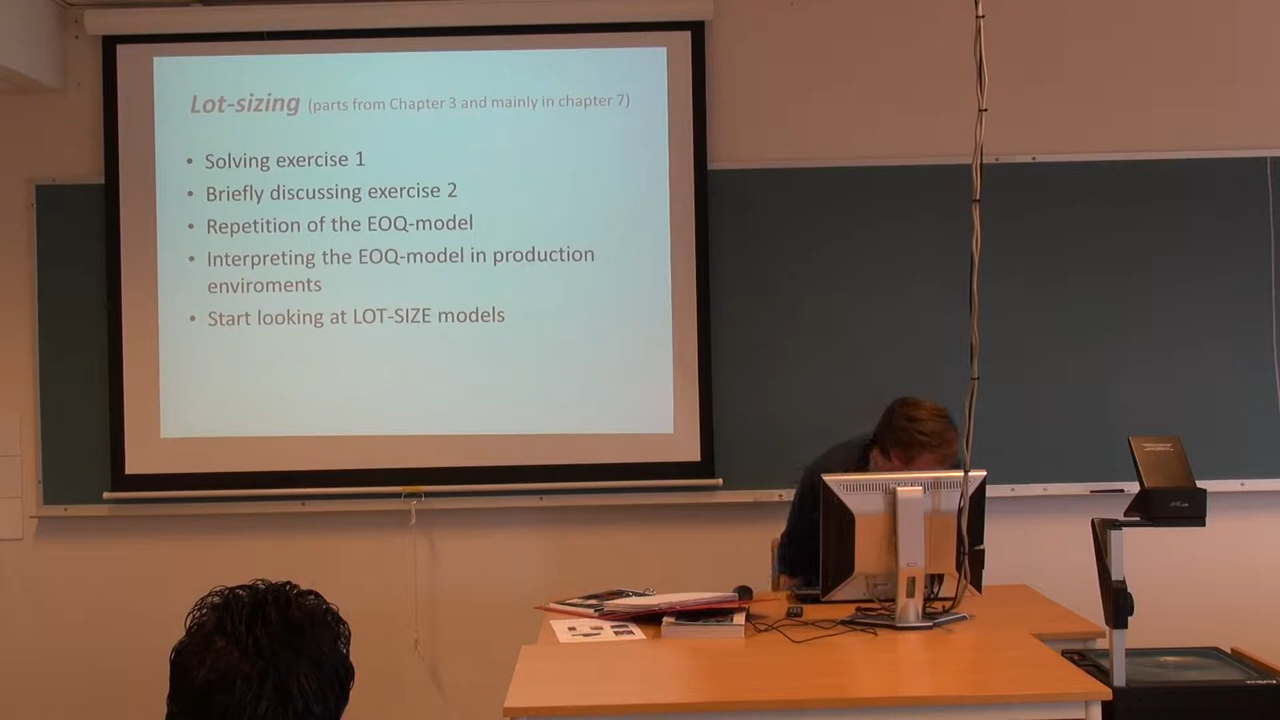 Lot-sizing (parts from Chapter 3 and mainly in chapter 7)
• Solving exercise 1
• Briefly discussing exercise 2
• Repetition of the EOQ-model
• Interpreting the EOQ-model in production
enviroments
• Start looking at LOT-SIZE models